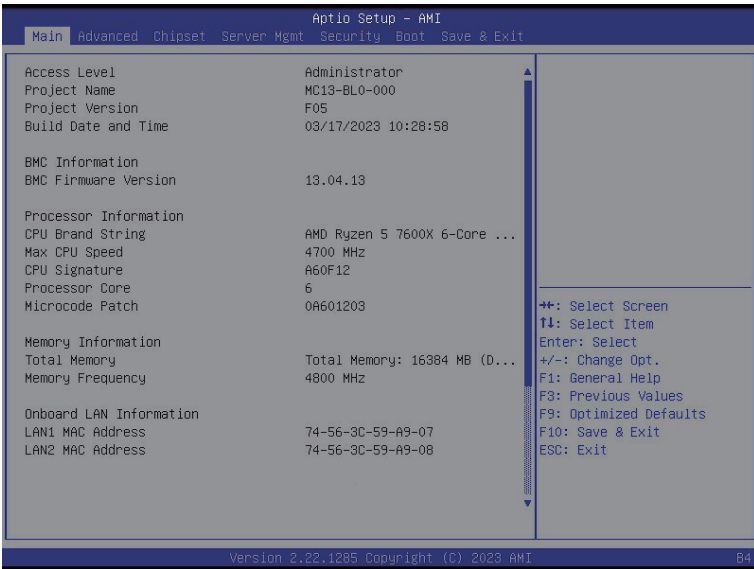 Aptio Setup - AMI
Main Advanced Chipset Server Mgmt Security Boot Save & Exit
Access Level Administrator
Project Name MC13-BL0-000
Project Version F05
Build Date and Time 03/17/2023 10:28:58
BMC Information
BMC Firmware Version 13.04.13
Processor Information
CPU Brand String AMD Ryzen 5 7600X 6-Core ...
Max CPU Speed 4700 MHz
CPU Signature A60F12
Processor Core 6
Microcode Patch 0A601203
Memory Information
Total Memory Total Memory: 16384 MB (D...
Memory Frequency 4800 MHz
Onboard LAN Information
LAN1 MAC Address 74-56-3C-59-A9-07
LAN2 MAC Address 74-56-3C-59-A9-08
→←: Select Screen
↑↓: Select Item
Enter: Select
+/-: Change Opt.
F1: General Help
F3: Previous Values
F9: Optimized Defaults
F10: Save & Exit
ESC: Exit
Version 2.22.1285 Copyright (C) 2023 AMI
B4